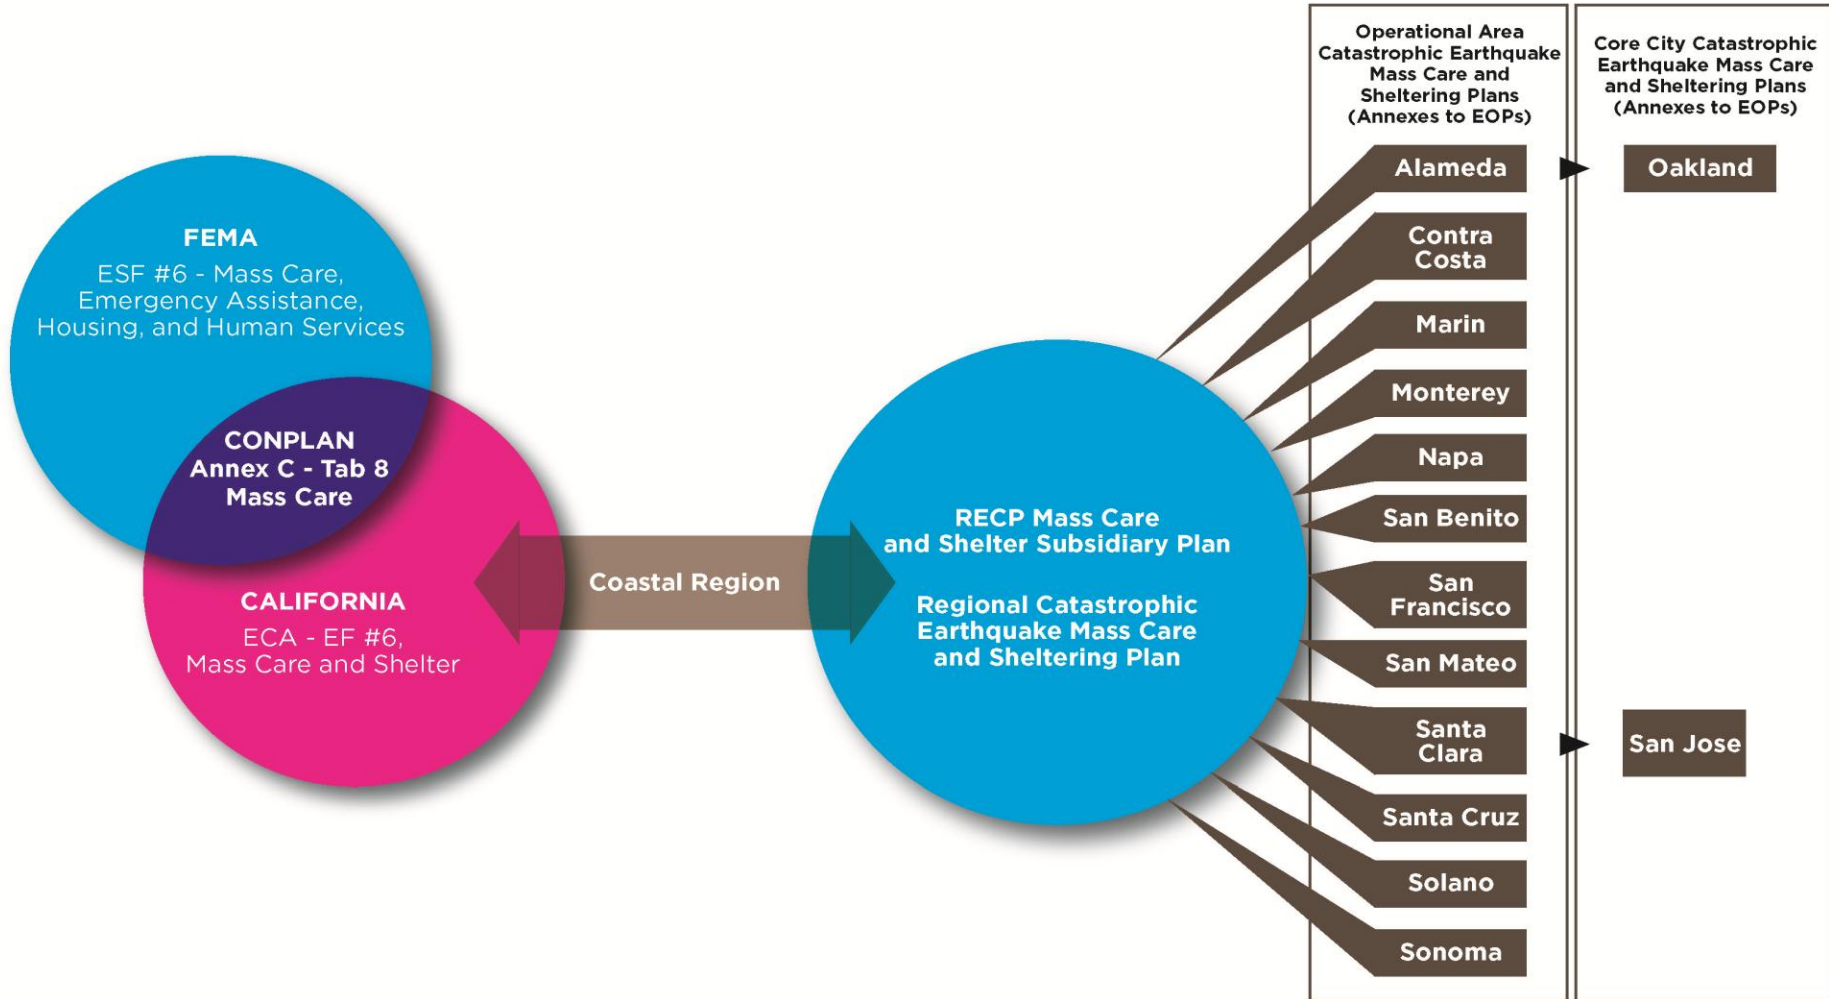 FEMA
ESF #6 - Mass Care,
Emergency Assistance,
Housing, and Human Services
CONPLAN
Annex C - Tab 8
Mass Care
CALIFORNIA
ECA - EF #6,
Mass Care and Shelter
Coastal Region
RECP Mass Care
and Shelter Subsidiary Plan
Regional Catastrophic
Earthquake Mass Care
and Sheltering Plan
Operational Area
Catastrophic Earthquake
Mass Care and
Sheltering Plans
(Annexes to EOPs)
Alameda
Contra
Costa
Marin
Monterey
Napa
San Benito
San
Francisco
San Mateo
Santa
Clara
Santa Cruz
Solano
Sonoma
Core City Catastrophic
Earthquake Mass Care
and Sheltering Plans
(Annexes to EOPs)
Oakland
San Jose